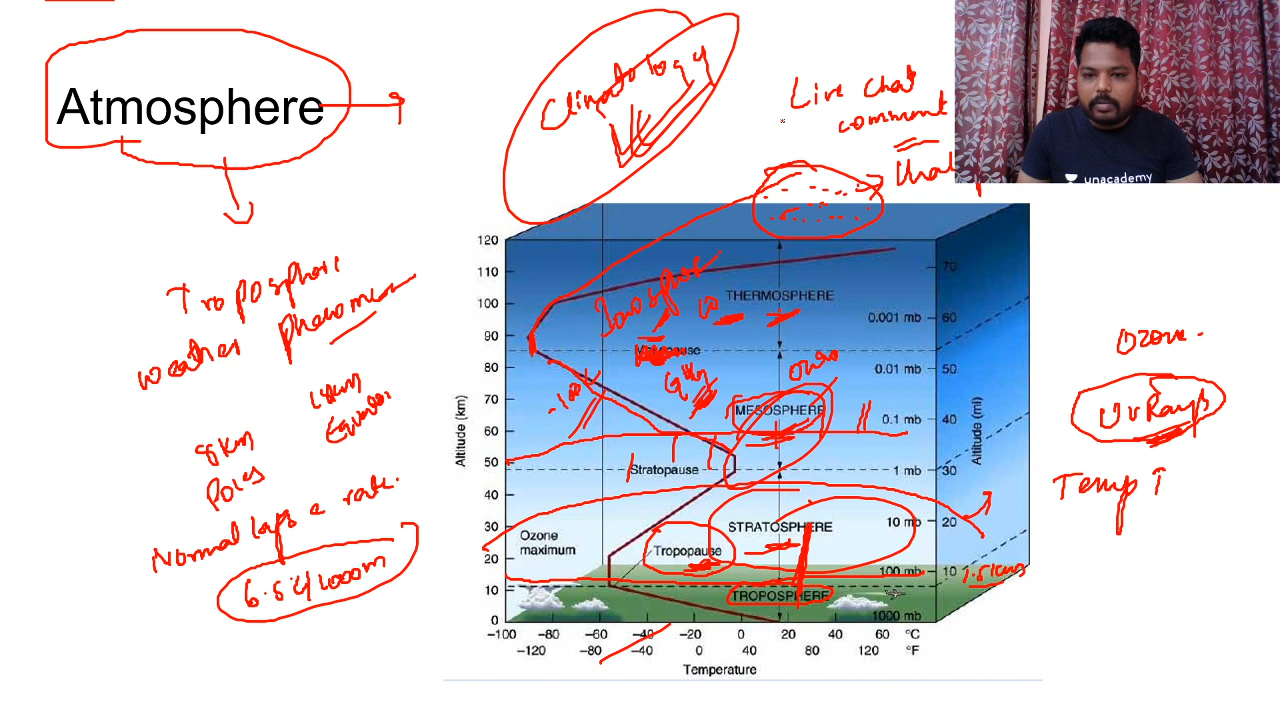 Atmosphere
Climatology
Live chat
comment
unacademy
Troposphere
weather phenomenon
18km
Equator
8km
Poles
Normal lapse rate.
6.5°C/1000m
Ozone.
UV Rays
Temp ↑
Ionosphere
-100°C
120
110
100
90
80
70
60
50
40
30
20
10
0
Altitude (km)
THERMOSPHERE
MESOSPHERE
Stratopause
STRATOSPHERE
Ozone
maximum
Tropopause
TROPOSPHERE
0.001 mb
0.01 mb
0.1 mb
1 mb
10 mb
100 mb
1000 mb
70
60
50
40
30
20
10
Altitude (mi)
−100 −80 −60 −40 −20 0 20 40 60 °C
−120 −80 −40 0 40 80 120 °F
Temperature